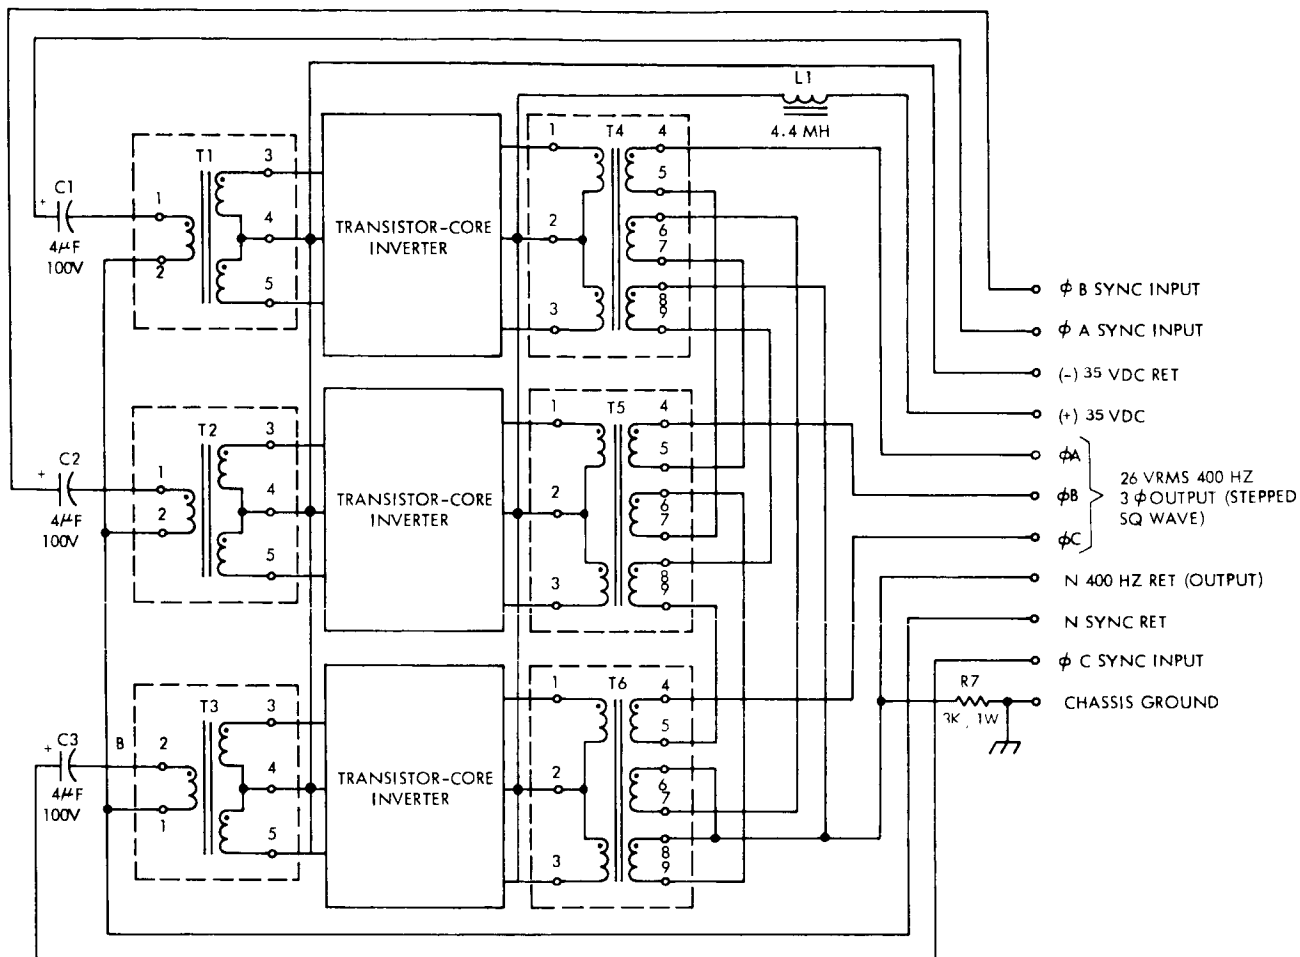 L1
4.4 MH
T1
3
4
5
1
2
C1
+
4μF
100V
TRANSISTOR-CORE
INVERTER
1
2
3
T4
4
5
6
7
8
9
T2
3
4
5
1
2
C2
+
4μF
100V
TRANSISTOR-CORE
INVERTER
1
2
3
T5
4
5
6
7
8
9
T3
3
4
5
B
2
1
C3
+
4μF
100V
TRANSISTOR-CORE
INVERTER
1
2
3
T6
4
5
6
7
8
9
ϕ B SYNC INPUT
ϕ A SYNC INPUT
(-) 35 VDC RET
(+) 35 VDC
ϕA
ϕB
ϕC
26 VRMS 400 HZ
3 ϕ OUTPUT (STEPPED
SQ WAVE)
N 400 HZ RET (OUTPUT)
N SYNC RET
ϕ C SYNC INPUT
R7
3K, 1W
CHASSIS GROUND